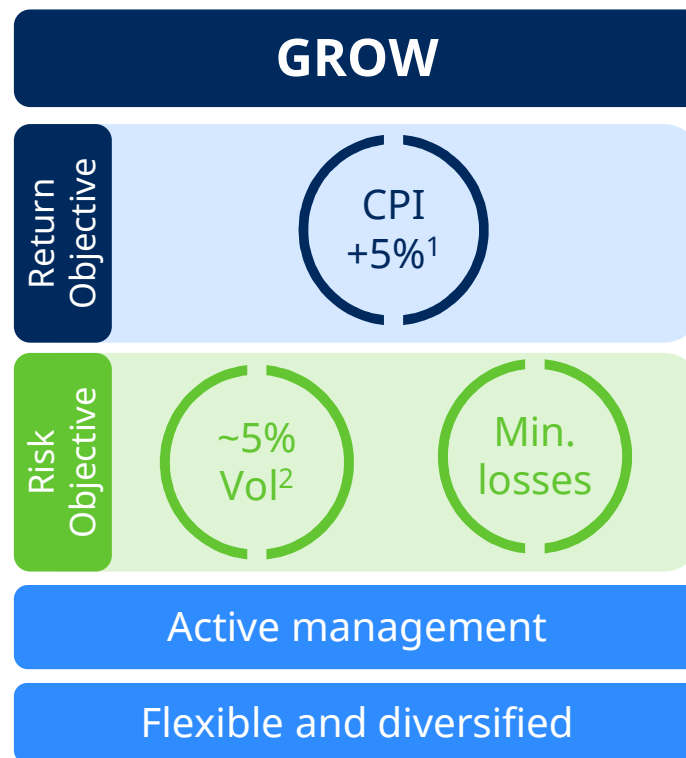 GROW
Return
Objective
CPI
+5%¹
Risk
Objective
~5%
Vol²
Min.
losses
Active management
Flexible and diversified